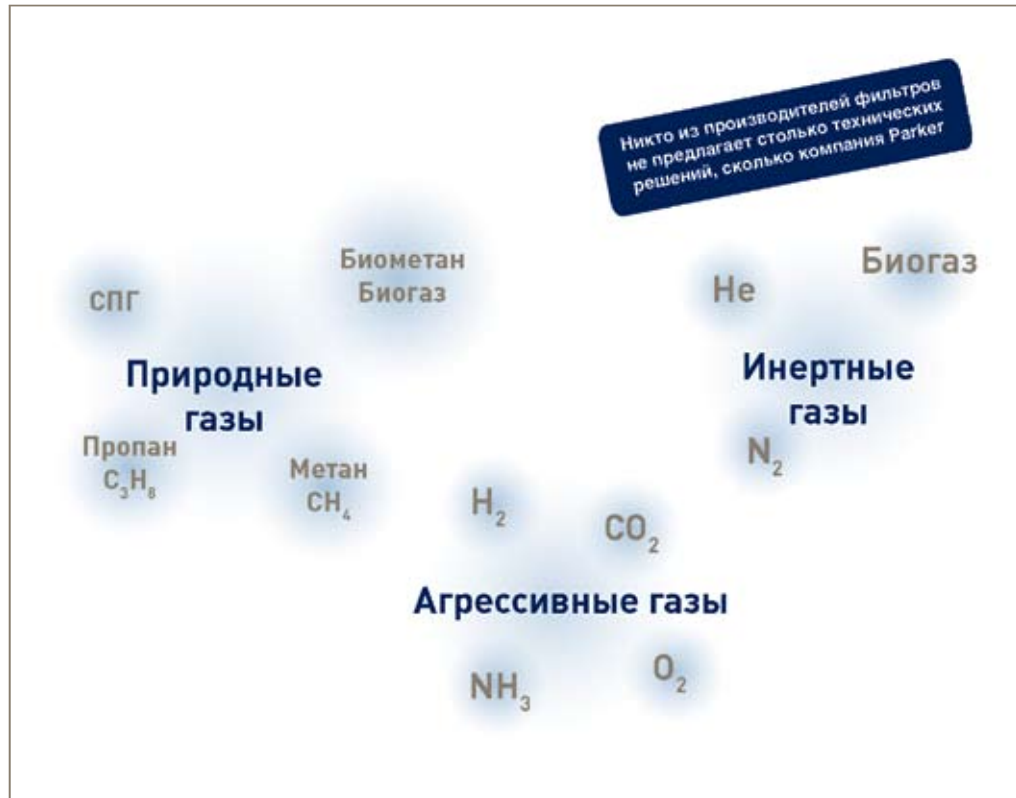 Никто из производителей фильтров
не предлагает столько технических
решений, сколько компания Parker
СПГ
Биометан
Биогаз
Природные
газы
Пропан
C₃H₈
Метан
CH₄
He
Биогаз
Инертные
газы
N₂
H₂
CO₂
Агрессивные газы
NH₃
O₂